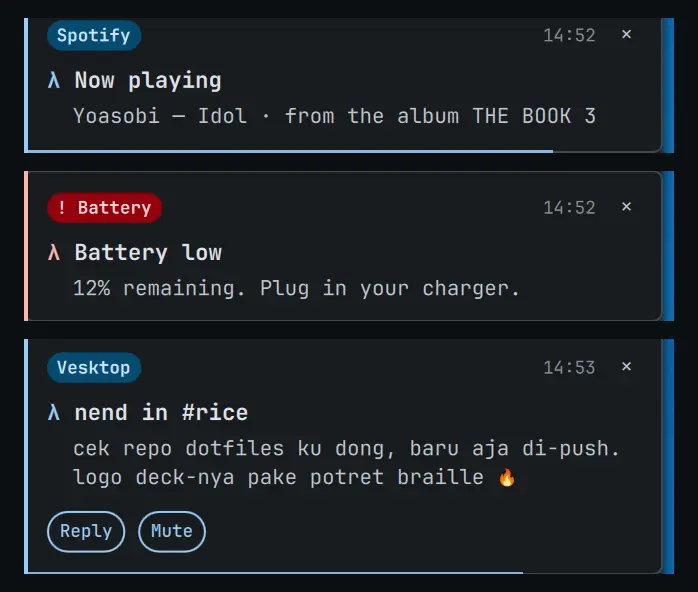 Spotify 14:52 ×
λ Now playing
Yoasobi — Idol · from the album THE BOOK 3
! Battery 14:52 ×
λ Battery low
12% remaining. Plug in your charger.
Vesktop 14:53 ×
λ nend in #rice
cek repo dotfiles ku dong, baru aja di-push.
logo deck-nya pake potret braille 🔥
Reply Mute